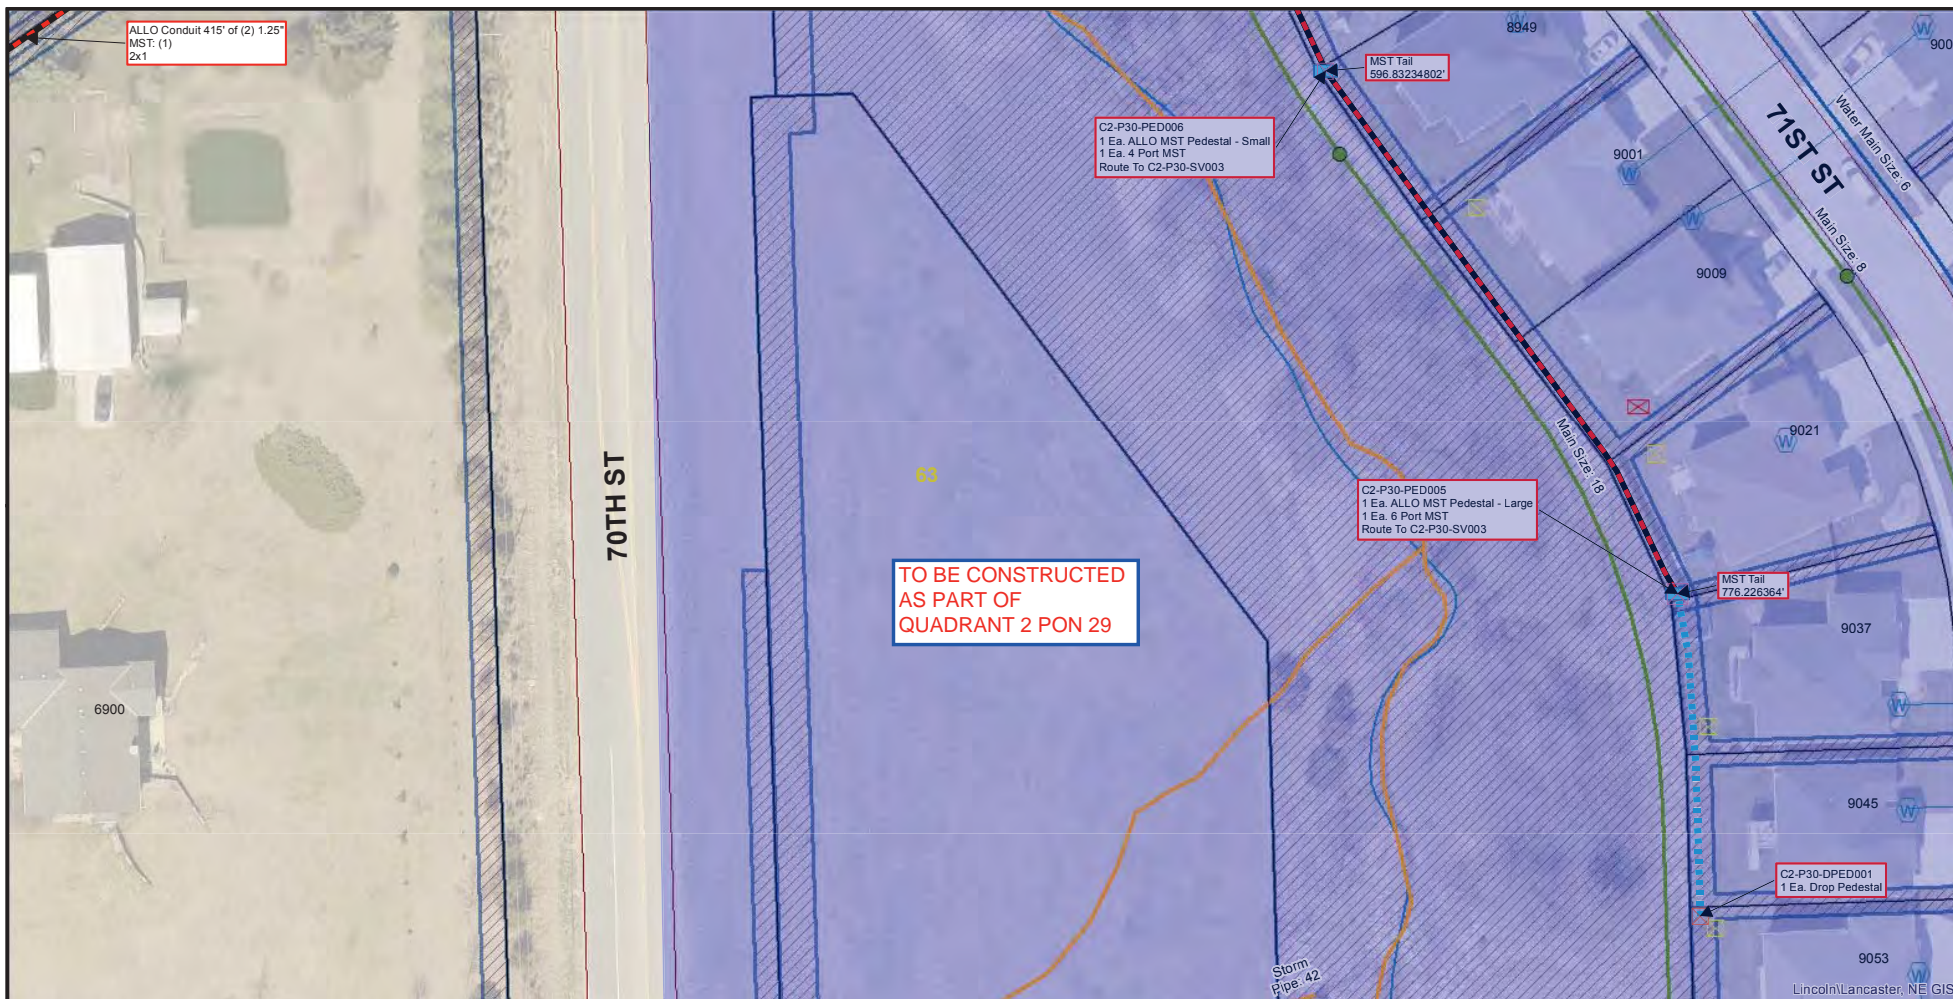 ALLO Conduit 415' of (2) 1.25"
MST: (1)
2x1
8949
900
MST Tail
596.83234802'
C2-P30-PED006
1 Ea. ALLO MST Pedestal - Small
1 Ea. 4 Port MST
Route To C2-P30-SV003
71ST ST
Water Main Size: 6
Main Size: 8
W
W
W
9001
W
9009
9021
W
63
70TH ST
Main Size: 18
C2-P30-PED005
1 Ea. ALLO MST Pedestal - Large
1 Ea. 6 Port MST
Route To C2-P30-SV003
TO BE CONSTRUCTED
AS PART OF
QUADRANT 2 PON 29
MST Tail
776.226364'
9037
W
6900
9045
W
C2-P30-DPED001
1 Ea. Drop Pedestal
9053
W
Storm
Pipe: 42
Lincoln\Lancaster, NE GIS